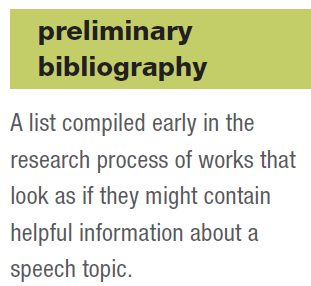 preliminary
bibliography
A list compiled early in the
research process of works that
look as if they might contain
helpful information about a
speech topic.